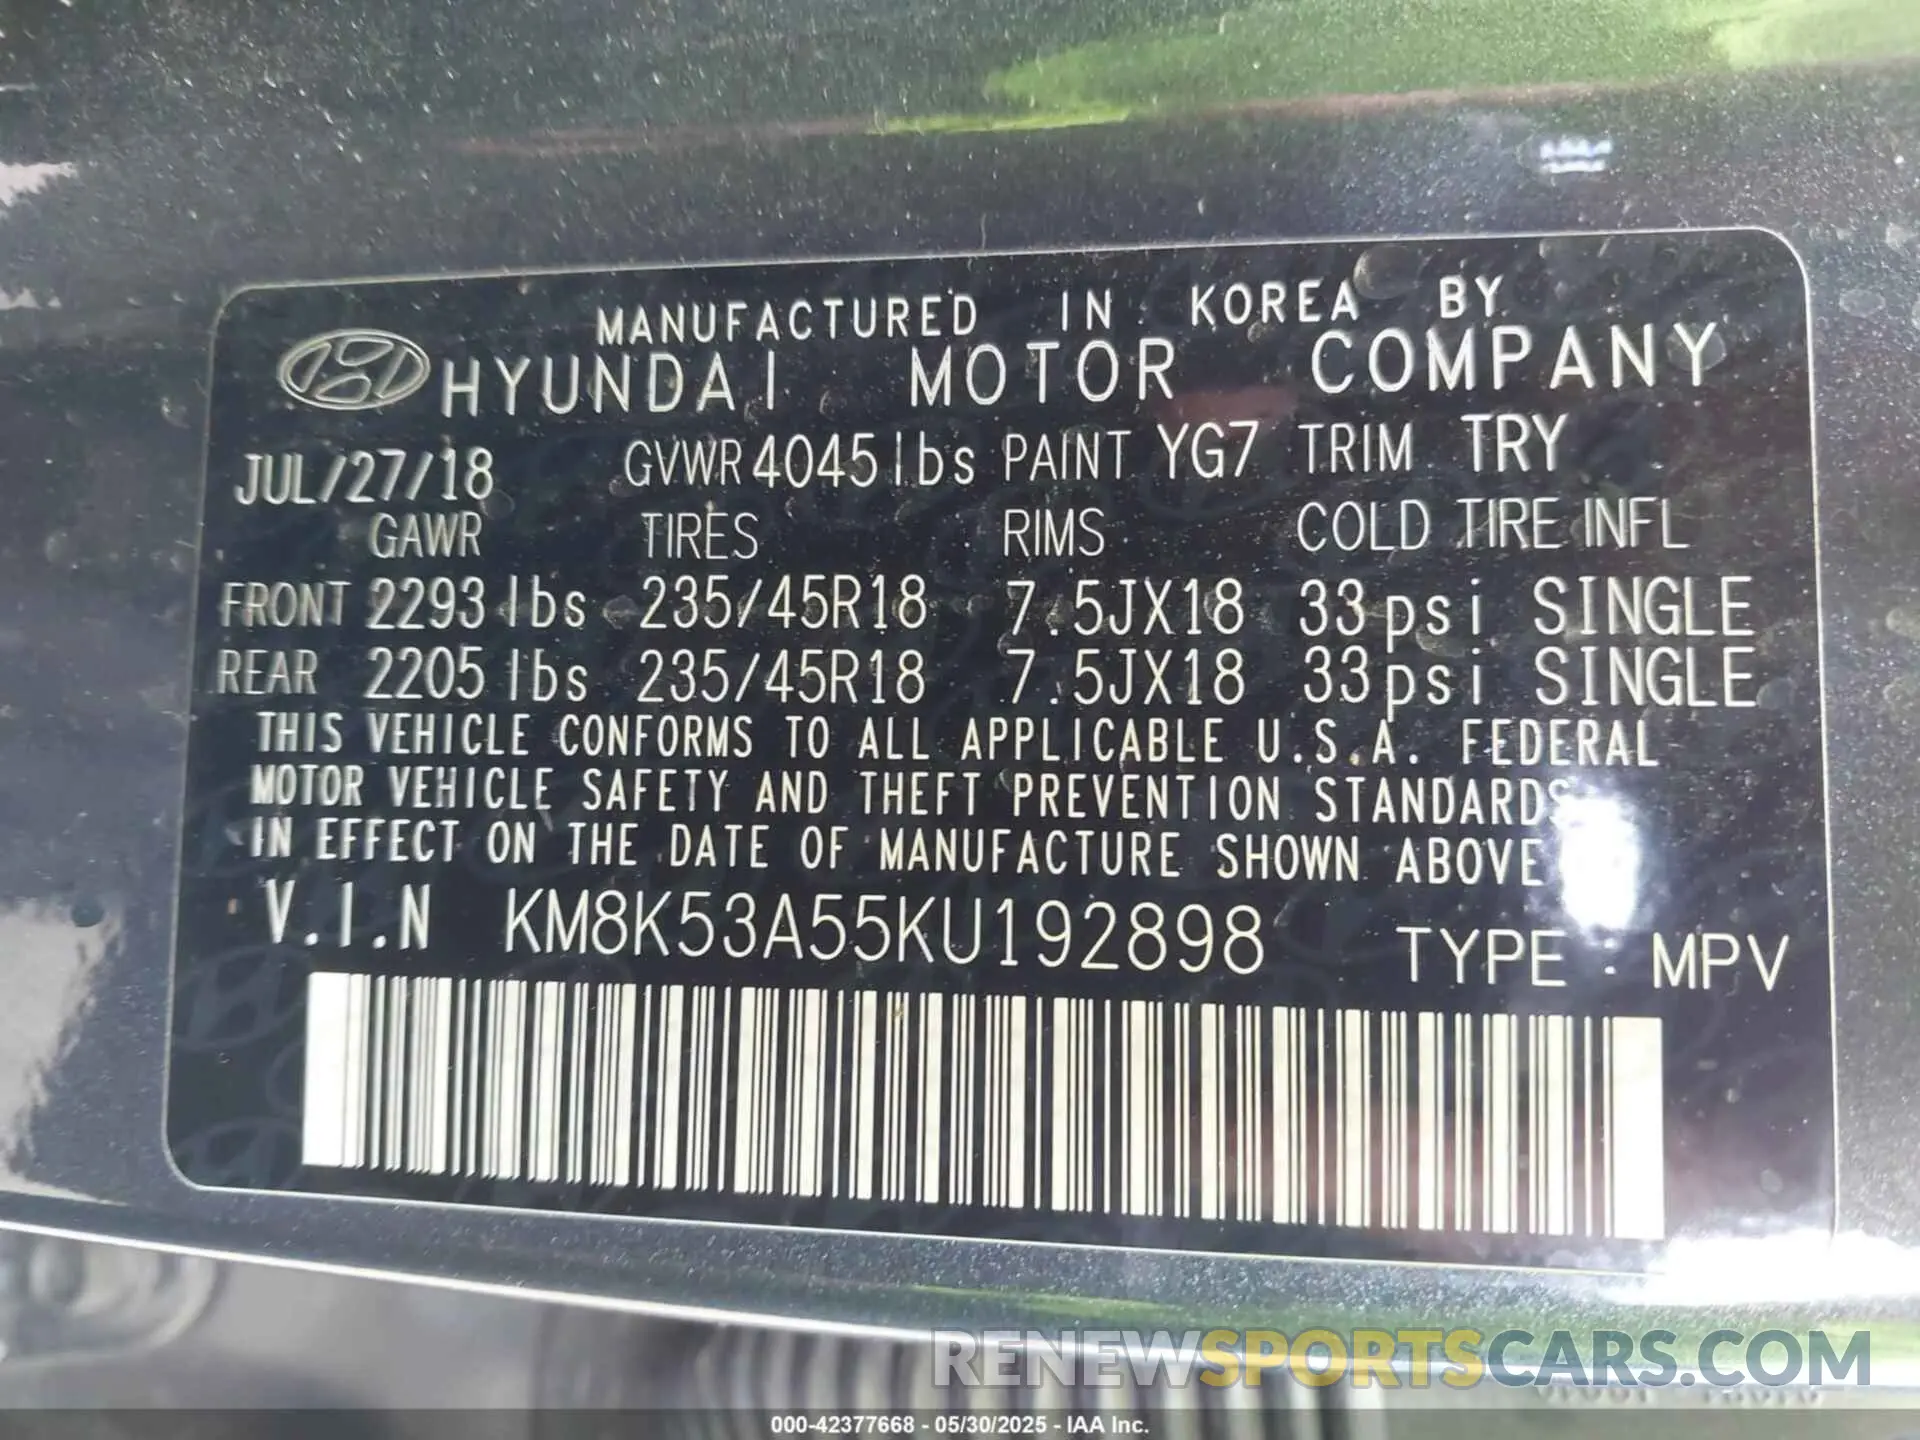 MANUFACTURED IN KOREA BY
HYUNDAI MOTOR COMPANY
JUL/27/18 GVWR 4045 lbs PAINT YG7 TRIM TRY
GAWR TIRES RIMS COLD TIRE INFL
FRONT 2293 lbs 235/45R18 7.5JX18 33 psi SINGLE
REAR 2205 lbs 235/45R18 7.5JX18 33 psi SINGLE
THIS VEHICLE CONFORMS TO ALL APPLICABLE U.S.A. FEDERAL
MOTOR VEHICLE SAFETY AND THEFT PREVENTION STANDARDS
IN EFFECT ON THE DATE OF MANUFACTURE SHOWN ABOVE
V.I.N KM8K53A55KU192898 TYPE : MPV
RENEWSPORTSCARS.COM
000-42377668 - 05/30/2025 - IAA Inc.